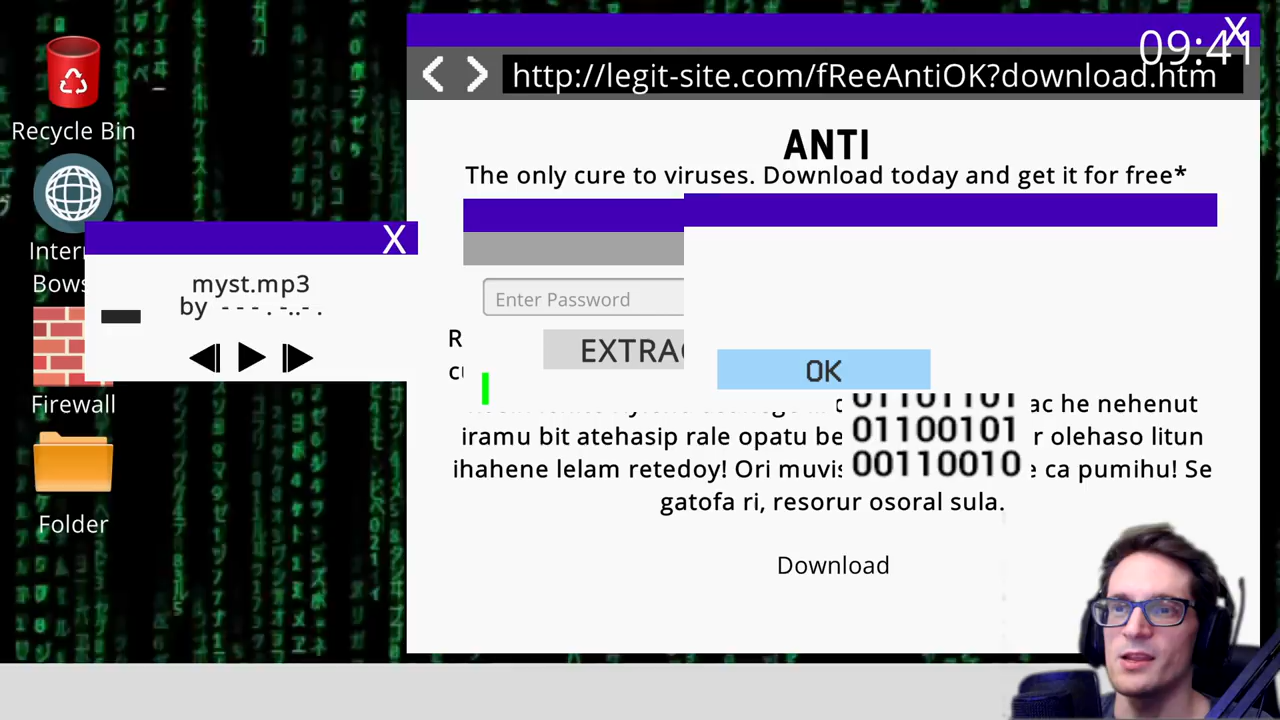 09:41
X
http://legit-site.com/fReeAntiOK?download.htm
Recycle Bin
ANTI
The only cure to viruses. Download today and get it for free*
X
myst.mp3
by - - - . -..- .
Enter Password
EXTRA
R
OK
Firewall
01101101
ac he nehenut
iramu bit atehasip rale opatu be
01100101
r olehaso litun
ihahene lelam retedoy! Ori muvis
00110010
e ca pumihu! Se
gatofa ri, resorur osoral sula.
Folder
Download